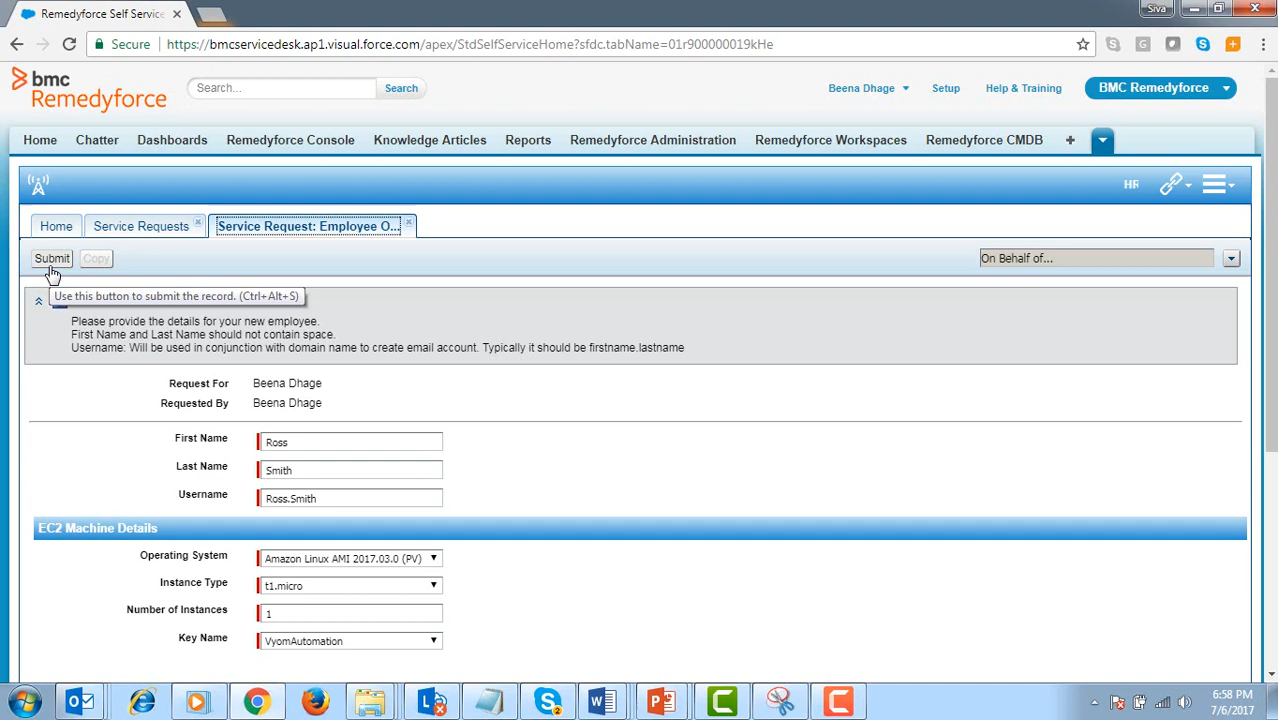 Remedyforce Self Service
Siva
Secure
https://bmcservicedesk.ap1.visual.force.com/apex/StdSelfServiceHome?sfdc.tabName=01r900000019kHe
bmc
Remedyforce
Search...
Search
Beena Dhage
Setup
Help & Training
BMC Remedyforce
Home
Chatter
Dashboards
Remedyforce Console
Knowledge Articles
Reports
Remedyforce Administration
Remedyforce Workspaces
Remedyforce CMDB
HR
Home
Service Requests
Service Request: Employee O...
Submit
Copy
On Behalf of...
Use this button to submit the record. (Ctrl+Alt+S)
Please provide the details for your new employee.
First Name and Last Name should not contain space.
Username: Will be used in conjunction with domain name to create email account. Typically it should be firstname.lastname
Request For Beena Dhage
Requested By Beena Dhage
First Name Ross
Last Name Smith
Username Ross.Smith
EC2 Machine Details
Operating System Amazon Linux AMI 2017.03.0 (PV)
Instance Type t1.micro
Number of Instances 1
Key Name VyomAutomation
6:58 PM
7/6/2017